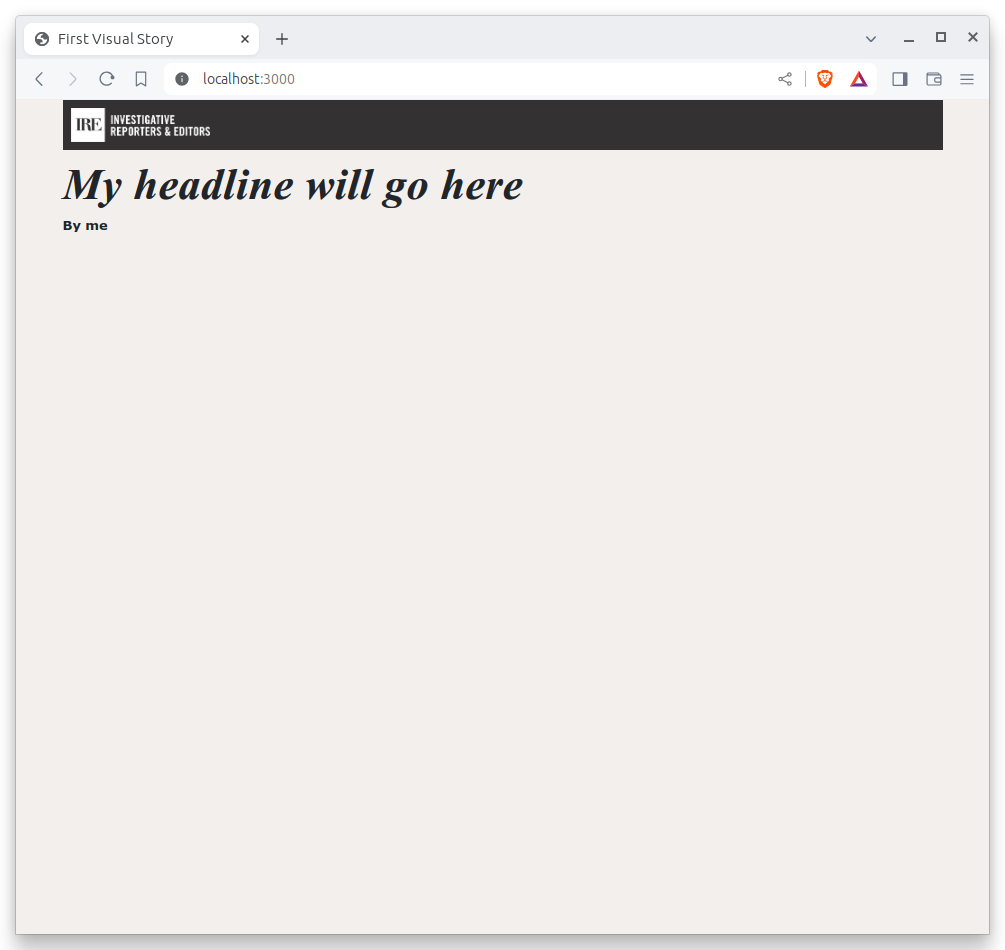 First Visual Story
localhost:3000
IRE
INVESTIGATIVE
REPORTERS & EDITORS
My headline will go here
By me